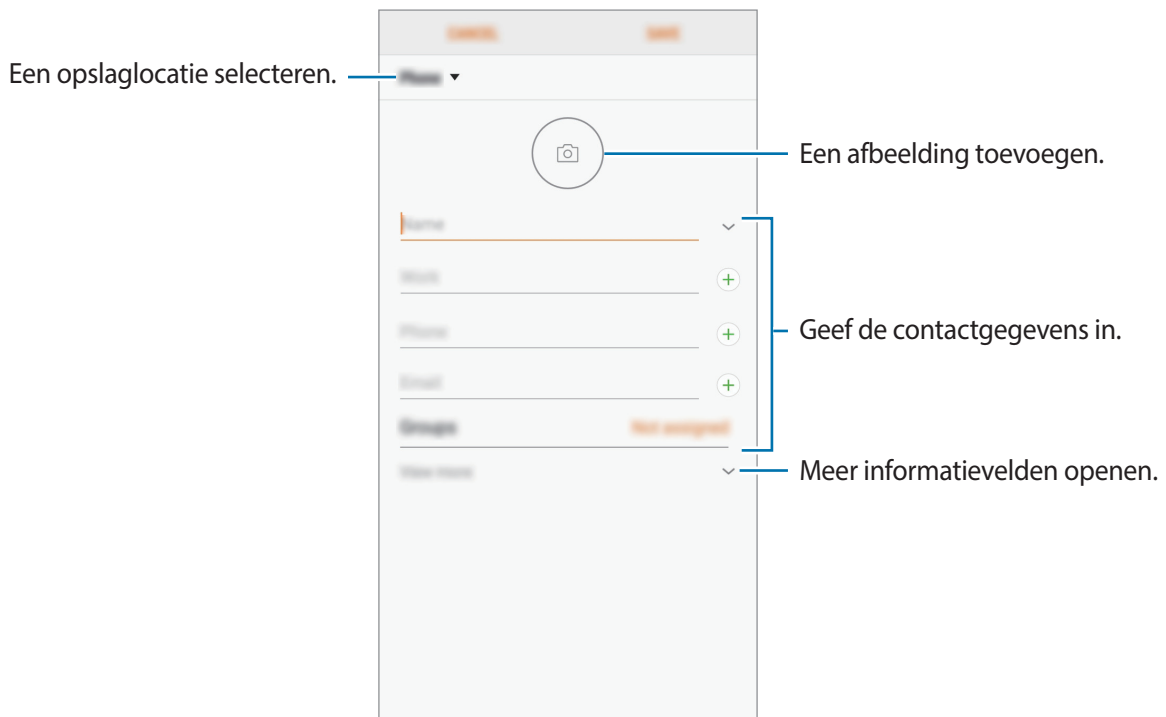 CANCEL SAVE
Een opslaglocatie selecteren.
Phone
Een afbeelding toevoegen.
Name
Work
Phone
Geef de contactgegevens in.
Email
Groups Not assigned
View more
Meer informatievelden openen.